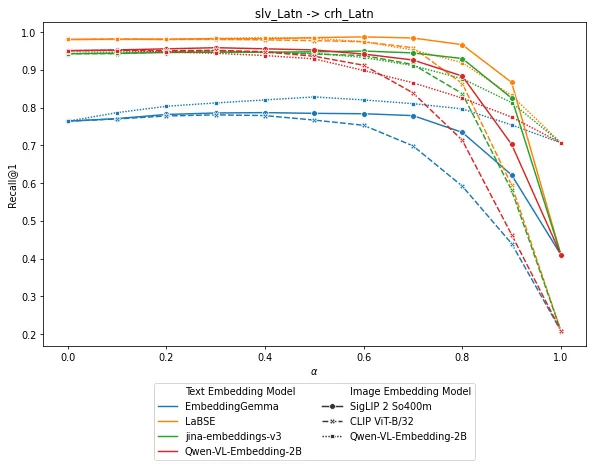 slv_Latn -> crh_Latn
1.0
0.9
0.8
0.7
0.6
0.5
0.4
0.3
0.2
Recall@1
0.0 0.2 0.4 0.6 0.8 1.0
α
Text Embedding Model
EmbeddingGemma
LaBSE
jina-embeddings-v3
Qwen-VL-Embedding-2B
Image Embedding Model
SigLIP 2 So400m
CLIP ViT-B/32
Qwen-VL-Embedding-2B